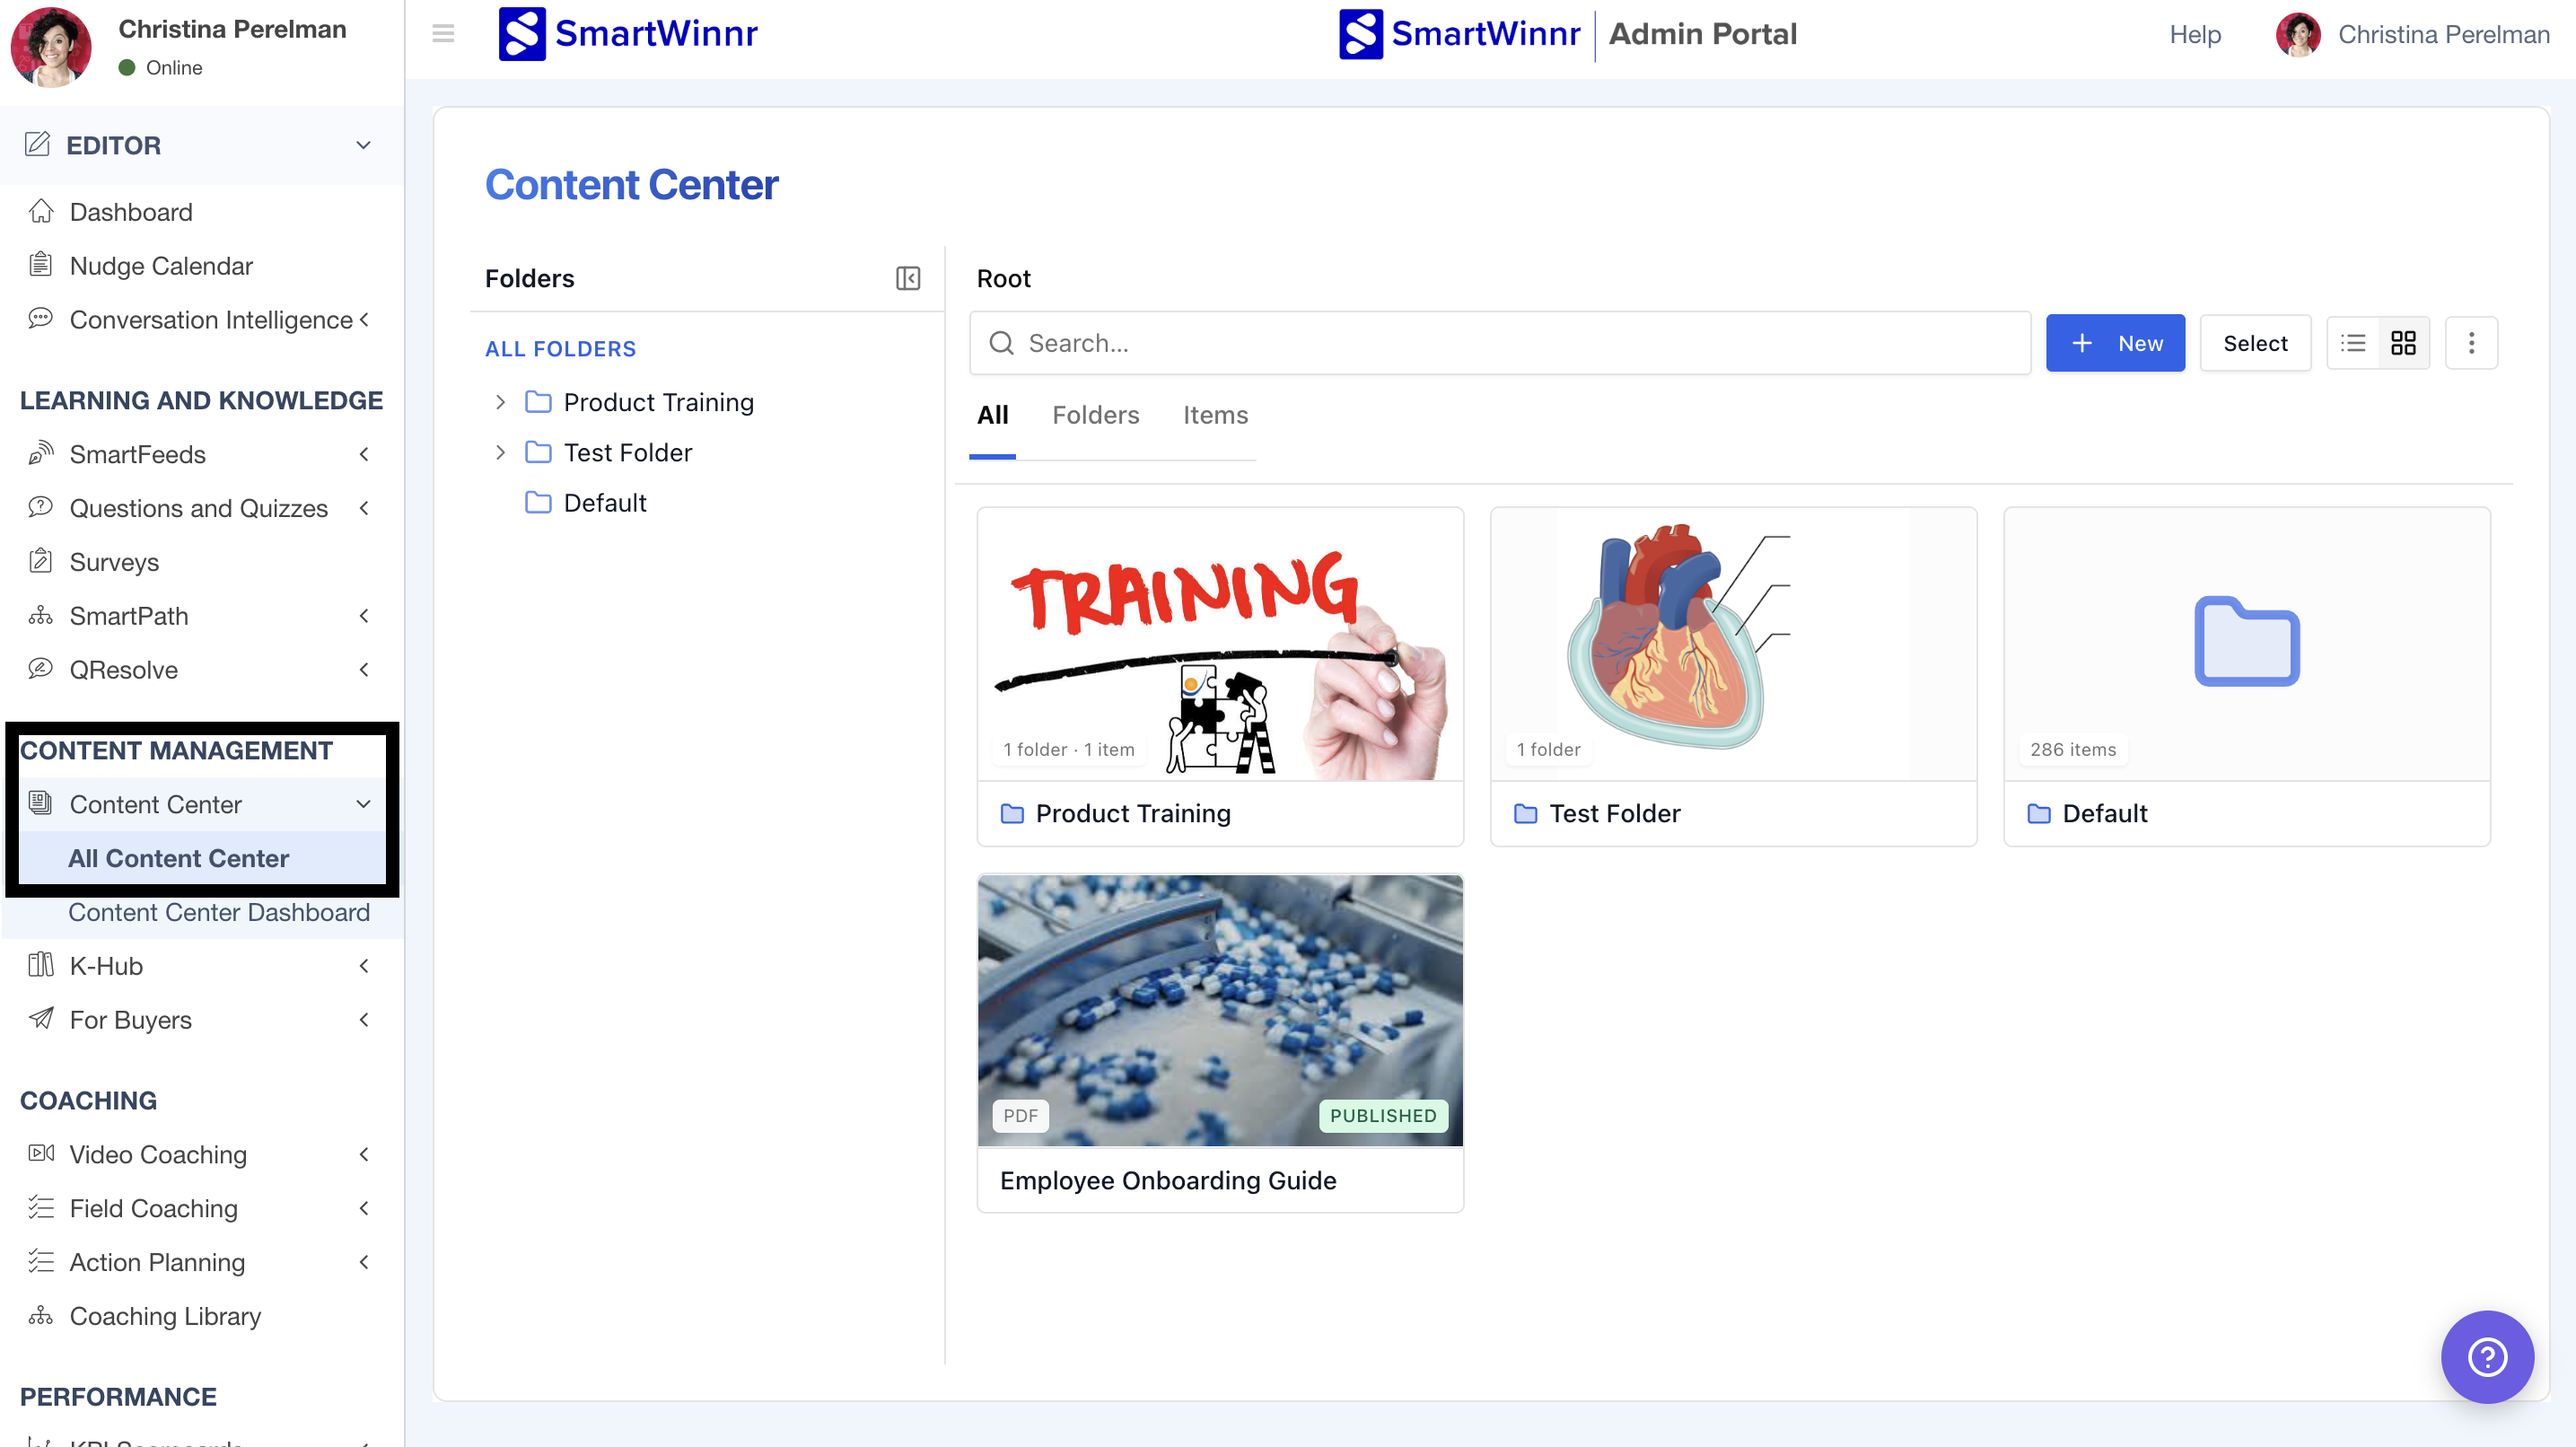 Christina Perelman
Online
EDITOR
Dashboard
Nudge Calendar
Conversation Intelligence
LEARNING AND KNOWLEDGE
SmartFeeds
Questions and Quizzes
Surveys
SmartPath
QResolve
CONTENT MANAGEMENT
Content Center
All Content Center
Content Center Dashboard
K-Hub
For Buyers
COACHING
Video Coaching
Field Coaching
Action Planning
Coaching Library
PERFORMANCE
SmartWinnr
SmartWinnr Admin Portal
Help
Christina Perelman
Content Center
Folders
ALL FOLDERS
Product Training
Test Folder
Default
Root
Search...
New
Select
All Folders Items
TRAINING
1 folder · 1 item
Product Training
1 folder
Test Folder
286 items
Default
PDF
PUBLISHED
Employee Onboarding Guide